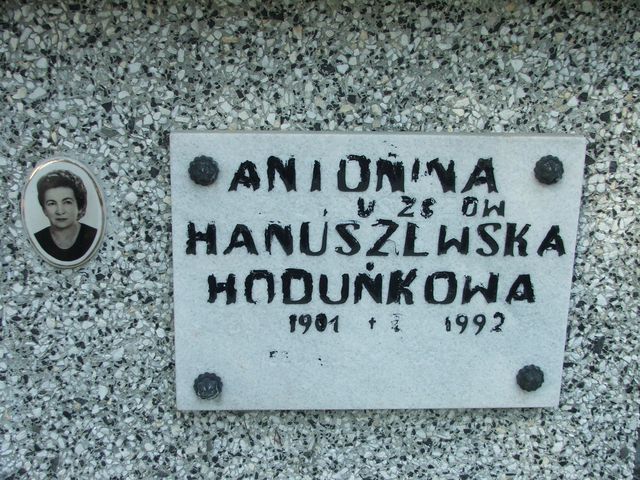 ANTONINA
HANUSZEWSKA
HODUŃKOWA
1901 + 1992